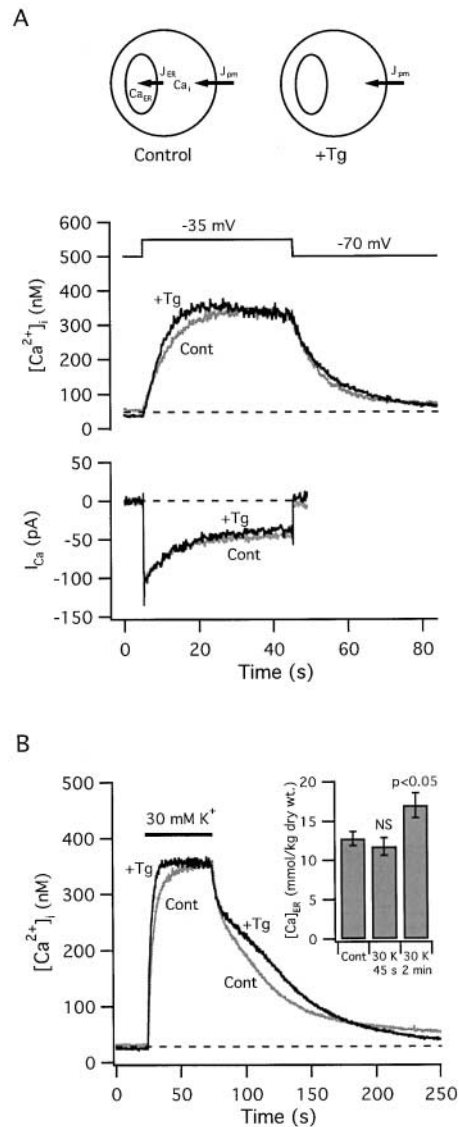 A
J_ER
Ca_ER
Ca_i
J_pm
J_pm
Control
+Tg
-35 mV
-70 mV
600
500
400
300
200
100
0
[Ca²⁺]_i (nM)
+Tg
Cont
50
0
-50
-100
-150
I_Ca (pA)
+Tg
Cont
0 20 40 60 80
Time (s)
B
500
400
300
200
100
0
[Ca²⁺]_i (nM)
30 mM K⁺
+Tg
Cont
+Tg
Cont
0 50 100 150 200 250
Time (s)
[Ca]_ER (mmol/kg dry wt.)
20
15
10
5
0
NS
p<0.05
Cont
30 K
45 s
30 K
2 min